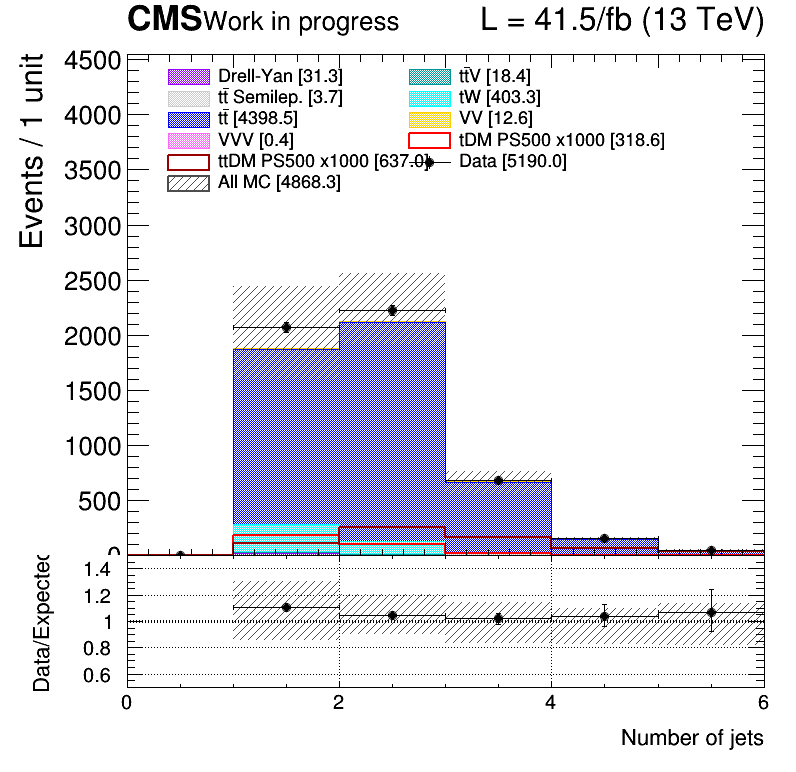 CMS Work in progress L = 41.5/fb (13 TeV)
Events / 1 unit
4500
4000
3500
3000
2500
2000
1500
1000
500
0
Drell-Yan [31.3] tt̄V [18.4]
tt̄ Semilep. [3.7] tW [403.3]
tt̄ [4398.5] VV [12.6]
VVV [0.4] tDM PS500 x1000 [318.6]
ttDM PS500 x1000 [637.0] Data [5190.0]
All MC [4868.3]
Data/Expected
1.4
1.2
1
0.8
0.6
0 2 4 6
Number of jets